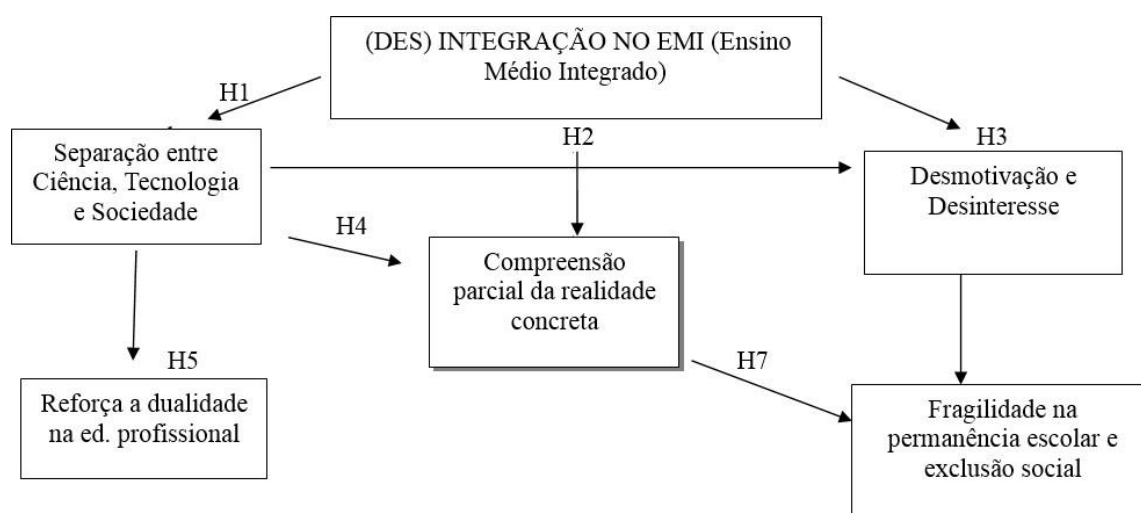 (DES) INTEGRAÇÃO NO EMI (Ensino
Médio Integrado)
H1
H2
H3
Separação entre
Ciência, Tecnologia
e Sociedade
Desmotivação e
Desinteresse
H4
Compreensão
parcial da realidade
concreta
H5
H7
Reforça a dualidade
na ed. profissional
Fragilidade na
permanência escolar e
exclusão social